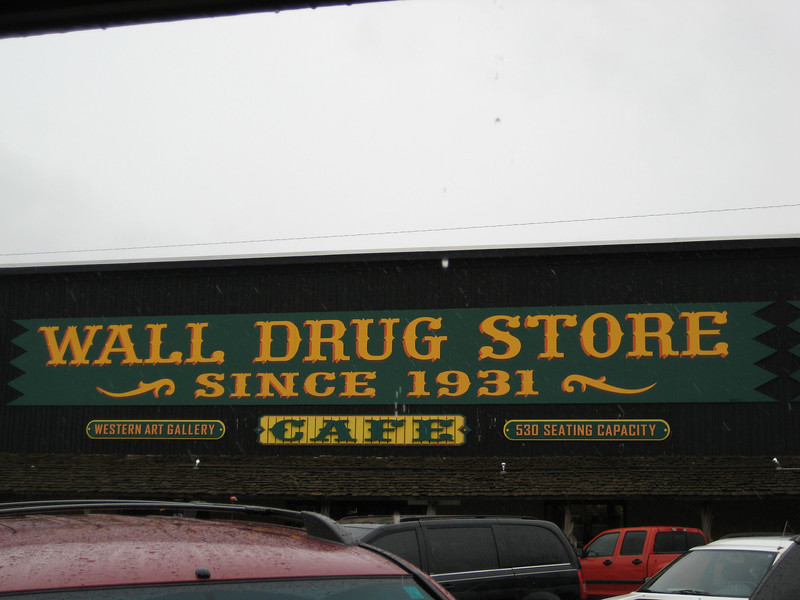 WALL DRUG STORE
SINCE 1931
WESTERN ART GALLERY
CAFE
530 SEATING CAPACITY